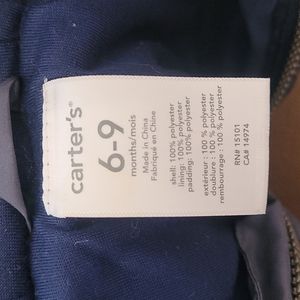 carter's®
6-9
months/mois
Made in China
Fabriqué en Chine
shell: 100% polyester
lining: 100% polyester
padding: 100% polyester
extérieur : 100 % polyester
doublure : 100 % polyester
rembourrage : 100 % polyester
RN# 15101
CA# 14974